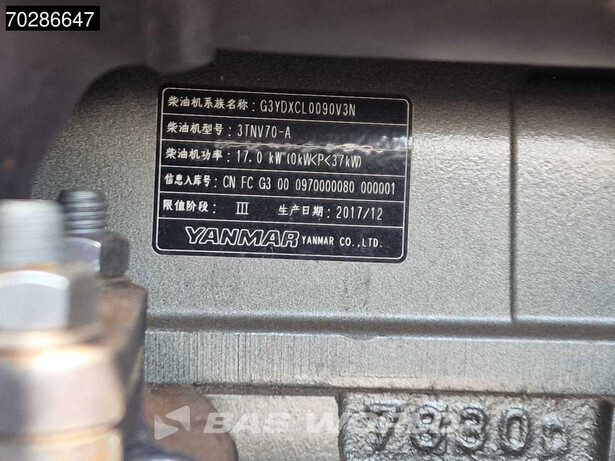 70286647
柴油机系族名称: G3YDXCL0090V3N
柴油机型号: 3TNV70-A
柴油机功率: 17.0 kW (0kW<P<37kW)
信息入库号: CN FC G3 00 0970000080 000001
限值阶段: III 生产日期: 2017/12
YANMAR YANMAR CO.,LTD.
BAS WORLD